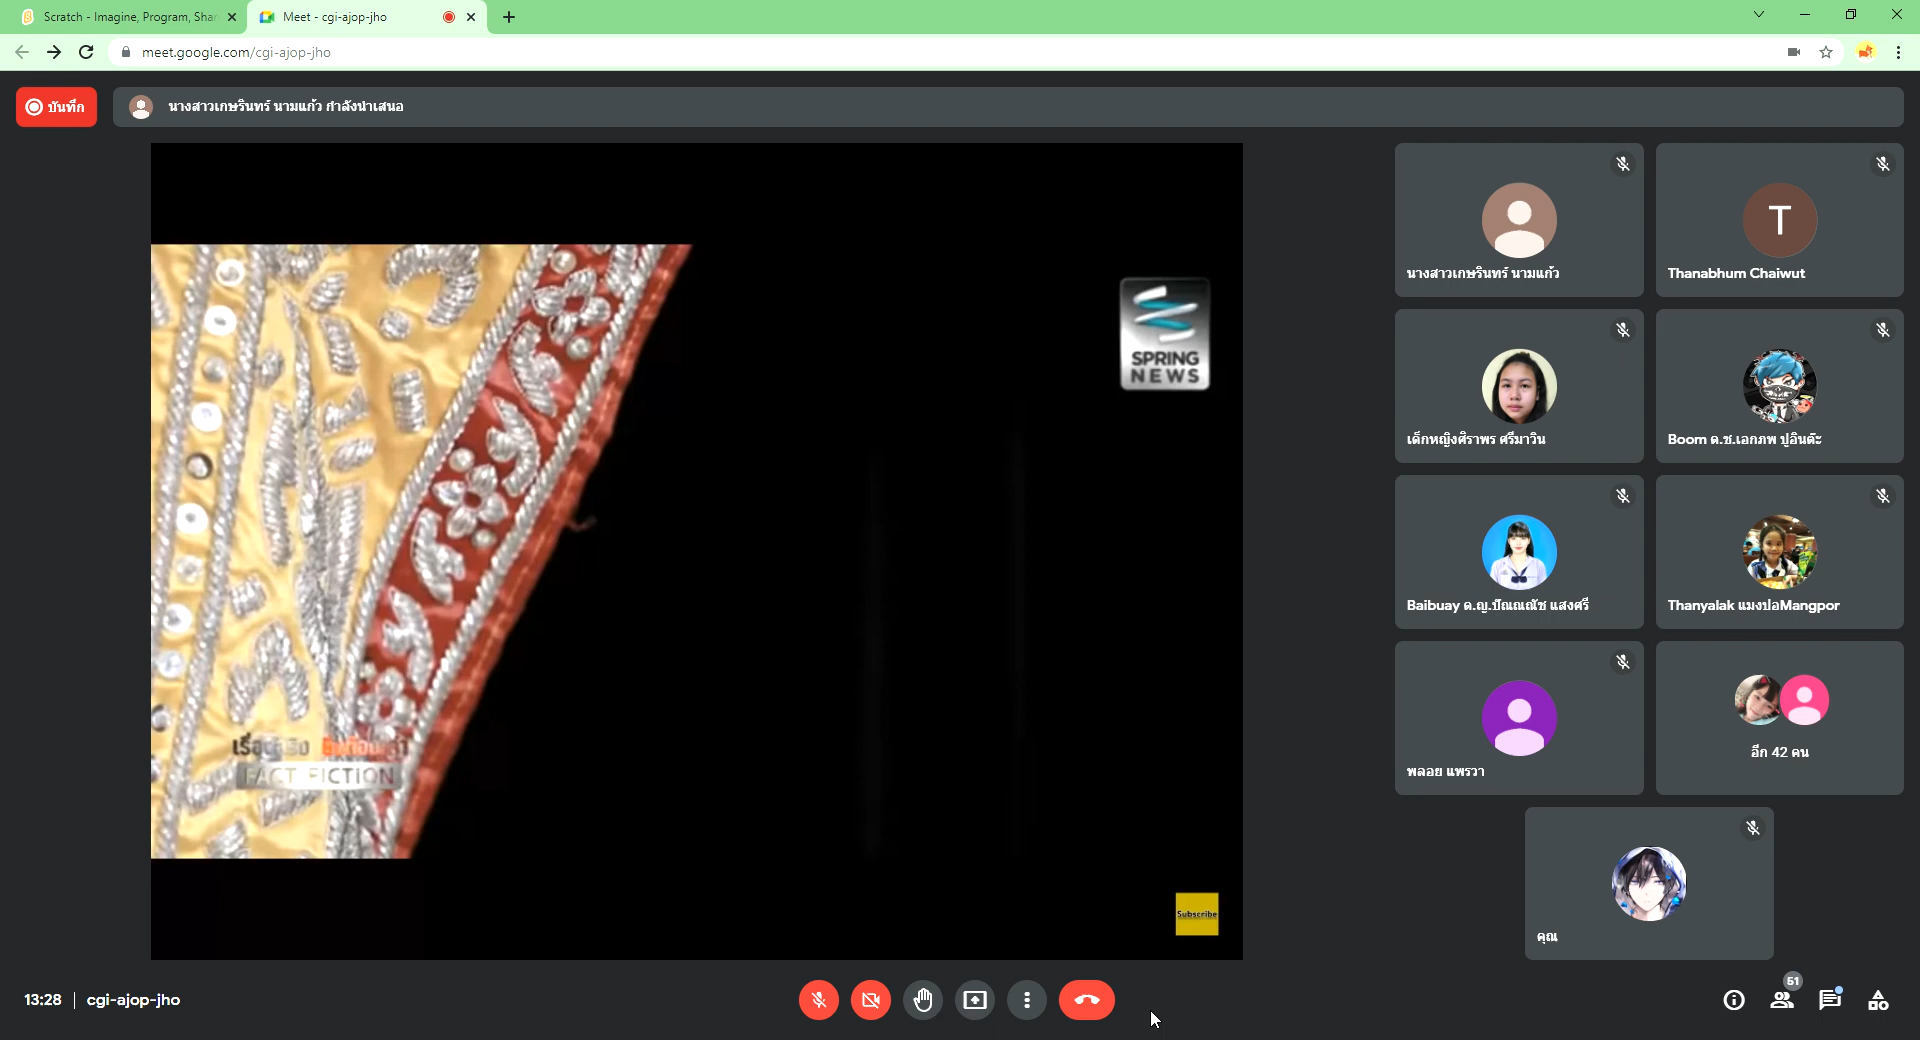 Scratch - Imagine, Program, Shar
Meet - cgi-ajop-jho
meet.google.com/cgi-ajop-jho
บันทึก
นางสาวเกษรินทร์ นามแก้ว กำลังนำเสนอ
SPRING
NEWS
FACT FICTION
Subscribe
นางสาวเกษรินทร์ นามแก้ว
T
Thanabhum Chaiwut
เด็กหญิงศิราพร ศรีมาวิน
Boom ด.ช.เอกภพ ปูอินต๊ะ
Baibuay ด.ญ.ปัณณณัช แสงศรี
Thanyalak แมงปอMangpor
พลอย แพรวา
อีก 42 คน
คุณ
13:28 | cgi-ajop-jho
51